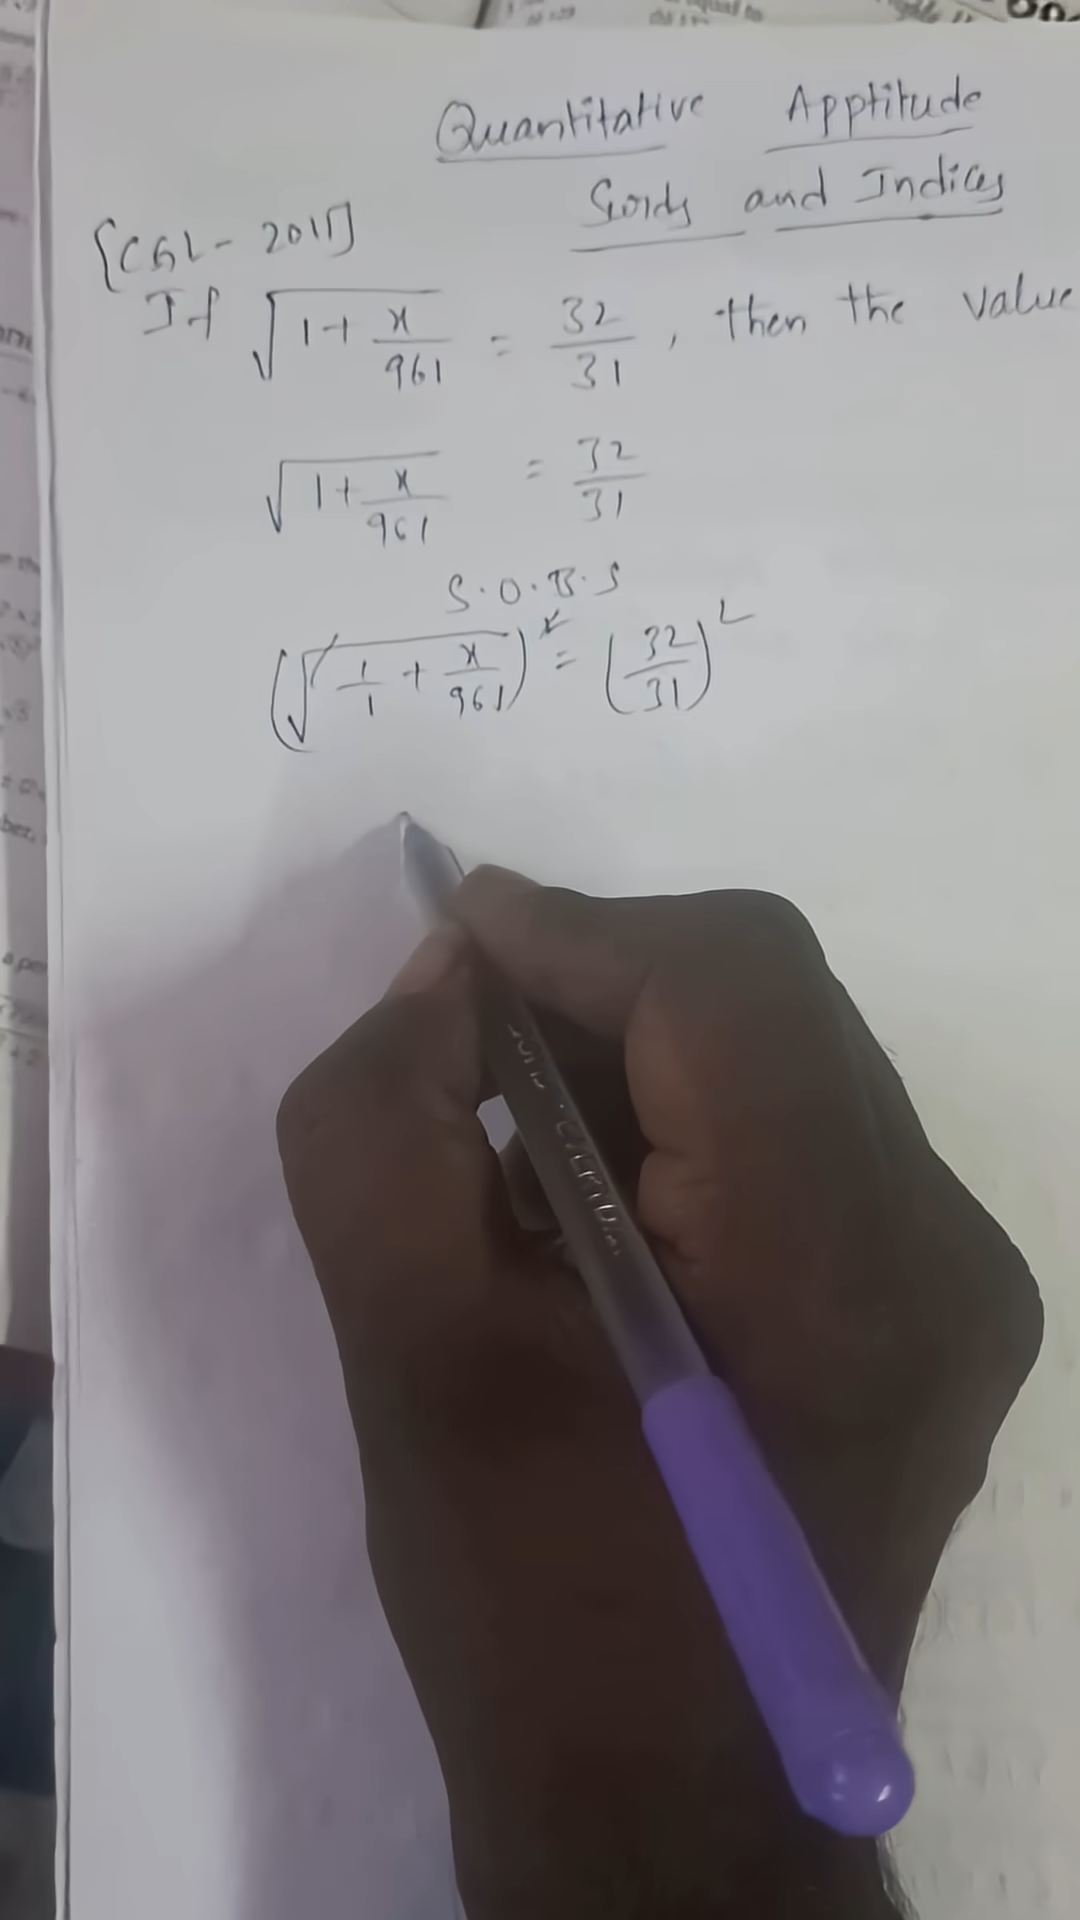 Quantitative Apptitude
Surds and Indices
[CGL - 2015]
If √(1 + x/961) = 32/31, then the value
√(1 + x/961) = 32/31
S.O.B.S
(√(1/1 + x/961))² = (32/31)²